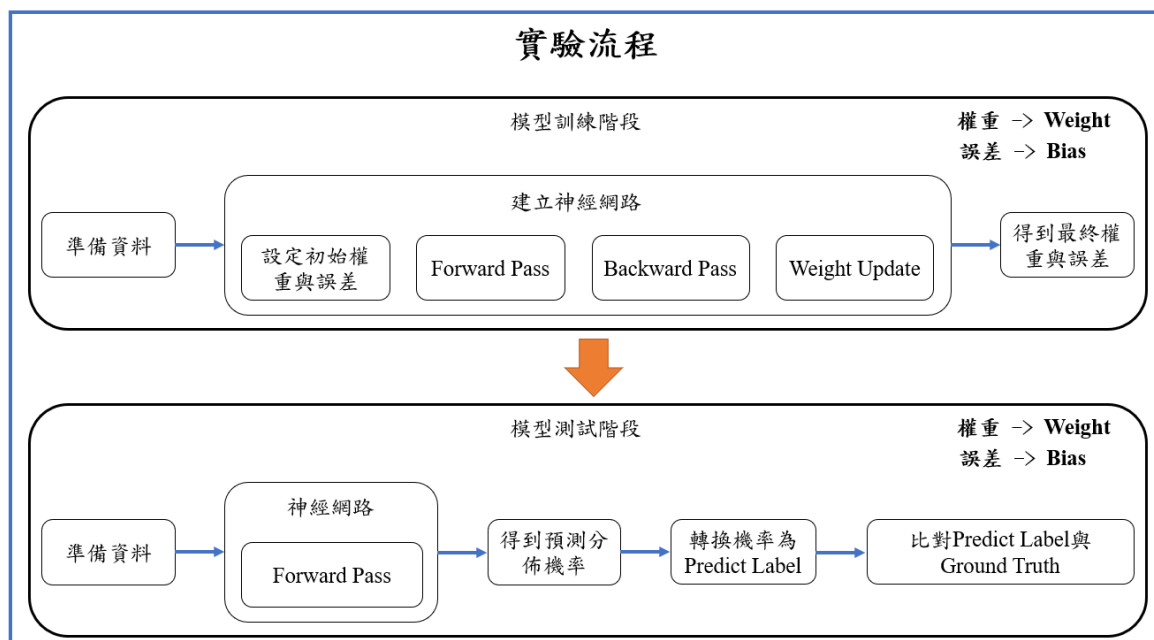 實驗流程
模型訓練階段
權重 -> Weight
誤差 -> Bias
準備資料
建立神經網路
設定初始權
重與誤差
Forward Pass
Backward Pass
Weight Update
得到最終權
重與誤差
模型測試階段
權重 -> Weight
誤差 -> Bias
準備資料
神經網路
Forward Pass
得到預測分
佈機率
轉換機率為
Predict Label
比對Predict Label與
Ground Truth